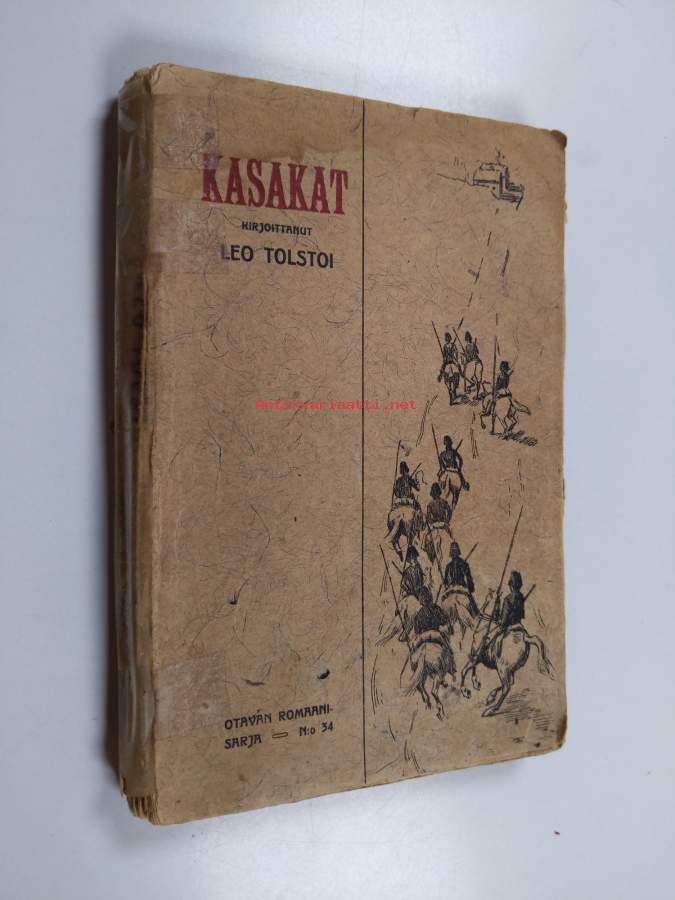 KASAKAT
KIRJOITTANUT
LEO TOLSTOI
Antikvariaatti.net
OTAVAN ROMAANI-
SARJA — N:o 34